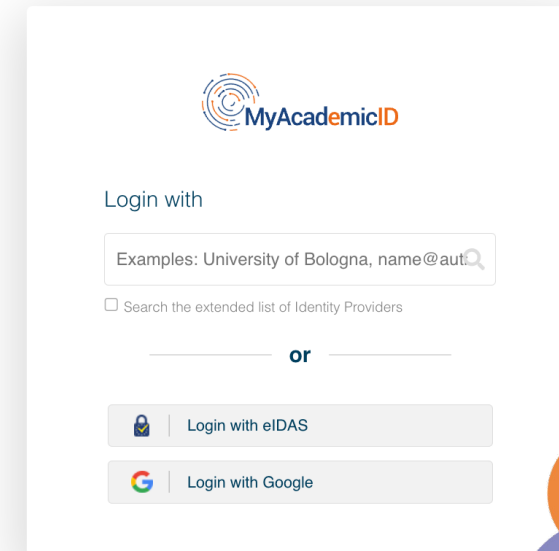 MyAcademicID
Login with
Examples: University of Bologna, name@aut
Search the extended list of Identity Providers
or
Login with eIDAS
Login with Google